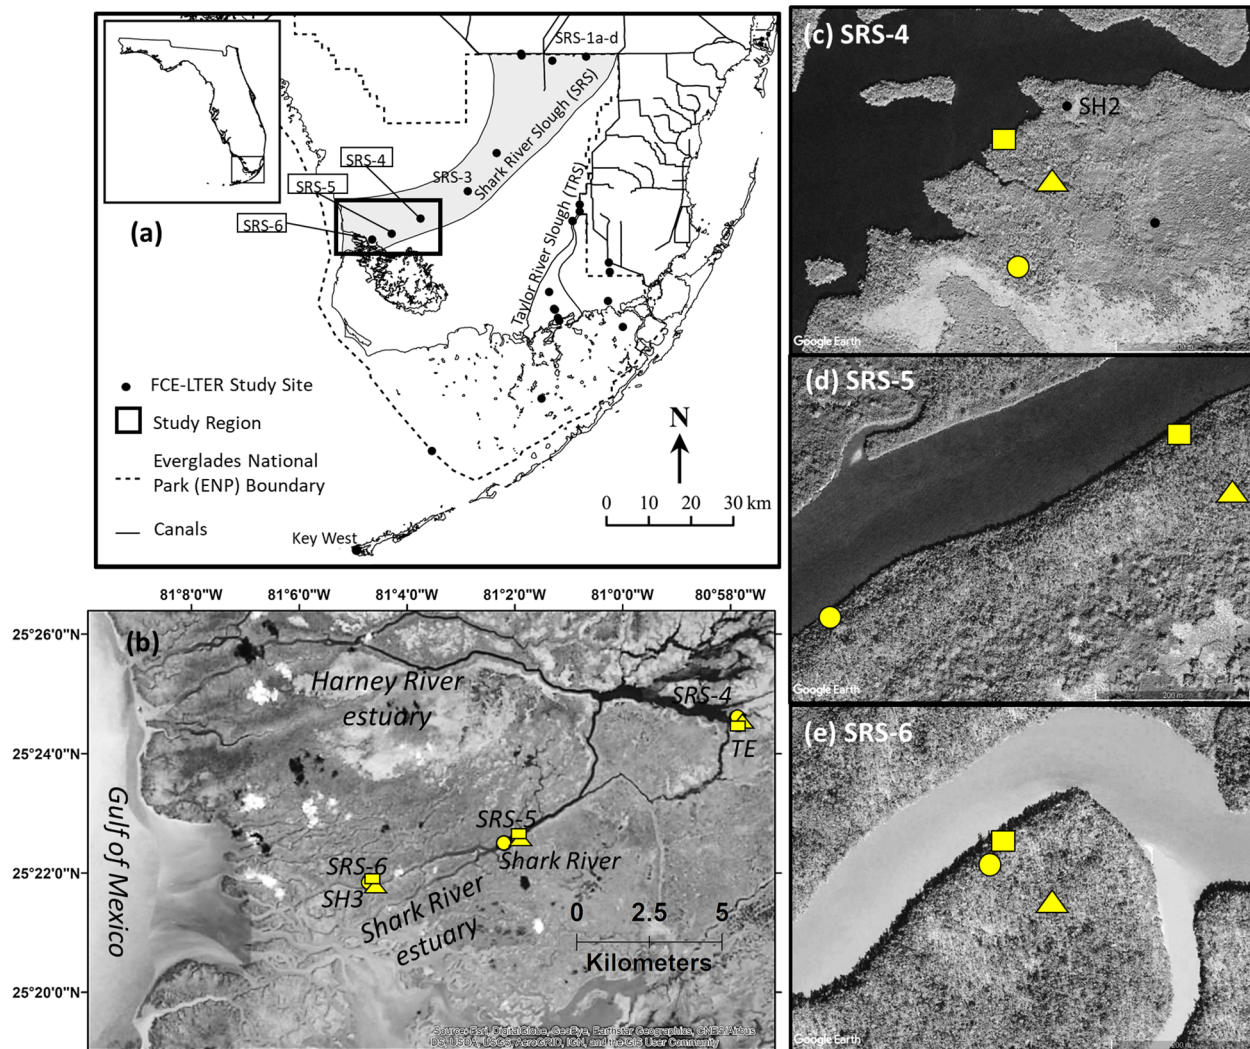 SRS-1a-d
Shark River Slough (SRS)
SRS-4
SRS-3
SRS-5
SRS-6
(a)
Taylor River Slough (TRS)
FCE-LTER Study Site
Study Region
Everglades National
Park (ENP) Boundary
Canals
Key West
N
0 10 20 30 km
(b)
81°8'0"W 81°6'0"W 81°4'0"W 81°2'0"W 81°00'W 80°58'0"W
25°26'0"N
25°24'0"N
25°22'0"N
25°20'0"N
Harney River
estuary
SRS-4
TE
Gulf of Mexico
SRS-5
Shark River
SRS-6
SH3
Shark River
estuary
0 2.5 5
Kilometers
Source: Esri, DigitalGlobe, GeoEye, Earthstar Geographics, CNES/Airbus
DS, USDA, USGS, AeroGRID, IGN, and the GIS User Community
(c) SRS-4
SH2
Google Earth
(d) SRS-5
Google Earth
200 m
(e) SRS-6
Google Earth